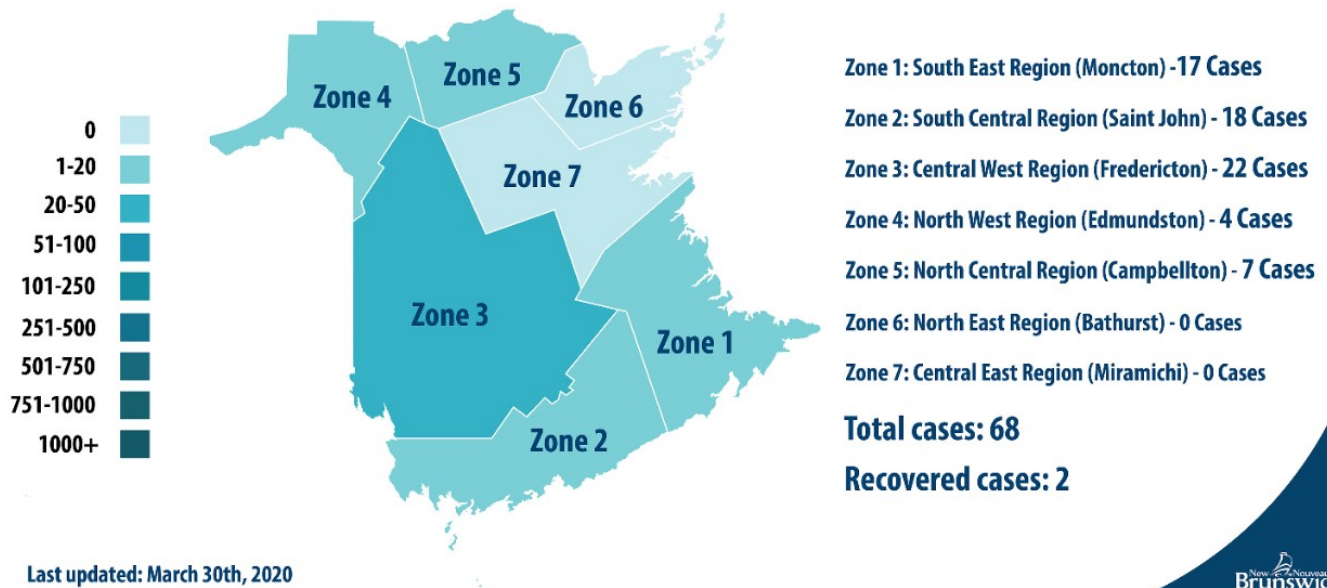 Zone 4
Zone 5
Zone 6
Zone 7
Zone 3
Zone 1
Zone 2
0
1-20
20-50
51-100
101-250
251-500
501-750
751-1000
1000+
Zone 1: South East Region (Moncton) -17 Cases
Zone 2: South Central Region (Saint John) - 18 Cases
Zone 3: Central West Region (Fredericton) - 22 Cases
Zone 4: North West Region (Edmundston) - 4 Cases
Zone 5: North Central Region (Campbellton) - 7 Cases
Zone 6: North East Region (Bathurst) - 0 Cases
Zone 7: Central East Region (Miramichi) - 0 Cases
Total cases: 68
Recovered cases: 2
Last updated: March 30th, 2020
New Nouveau
Brunswic